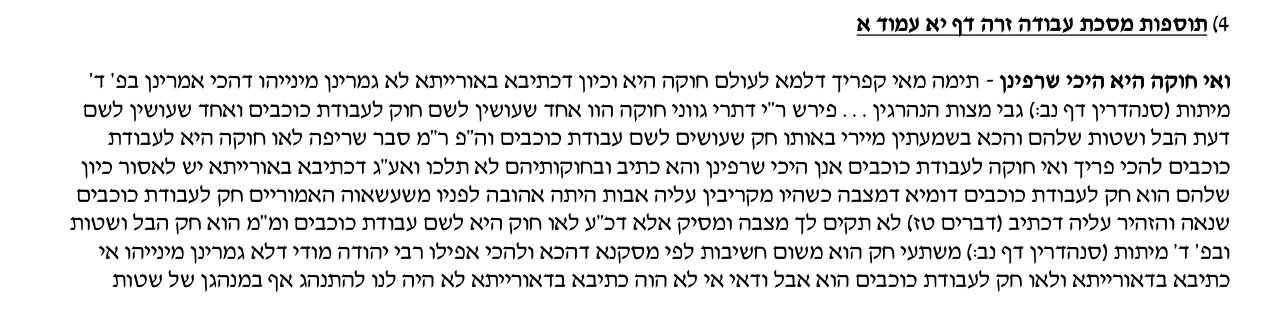 4) תוספות מסכת עבודה זרה דף יא עמוד א
ואי חוקה היא היכי שרפינן - תימה מאי קפריך דלמא לעולם חוקה היא וכיון דכתיבא באורייתא לא גמרינן מינייהו דהכי אמרינן בפ' ד'
מיתות (סנהדרין דף נב:) גבי מצות הנהרגין . . . פירש ר"י דתרי גווני חוקה הוו אחד שעושין לשם חוק לעבודת כוכבים ואחד שעושין לשם
דעת הבל ושטות שלהם והכא בשמעתין מיירי באותו חק שעושים לשם עבודת כוכבים וה"פ ר"מ סבר שריפה לאו חוקה היא לעבודת
כוכבים להכי פריך ואי חוקה לעבודת כוכבים אנן היכי שרפינן והא כתיב ובחוקותיהם לא תלכו ואע"ג דכתיבא באורייתא יש לאסור כיון
שלהם הוא חק לעבודת כוכבים דומיא דמצבה כשהיו מקריבין עליה אבות היתה אהובה לפניו משעשאוה האמוריים חק לעבודת כוכבים
שנאה והזהיר עליה דכתיב (דברים טז) לא תקים לך מצבה ומסיק אלא דכ"ע לאו חוק היא לשם עבודת כוכבים ומ"מ הוא חק הבל ושטות
ובפ' ד' מיתות (סנהדרין דף נב:) משתעי חק הוא משום חשיבות לפי מסקנא דהכא ולהכי אפילו רבי יהודה מודי דלא גמרינן מינייהו אי
כתיבא בדאורייתא ולאו חק לעבודת כוכבים הוא אבל ודאי אי לא הוה כתיבא בדאורייתא לא היה לנו להתנהג אף במנהגן של שטות